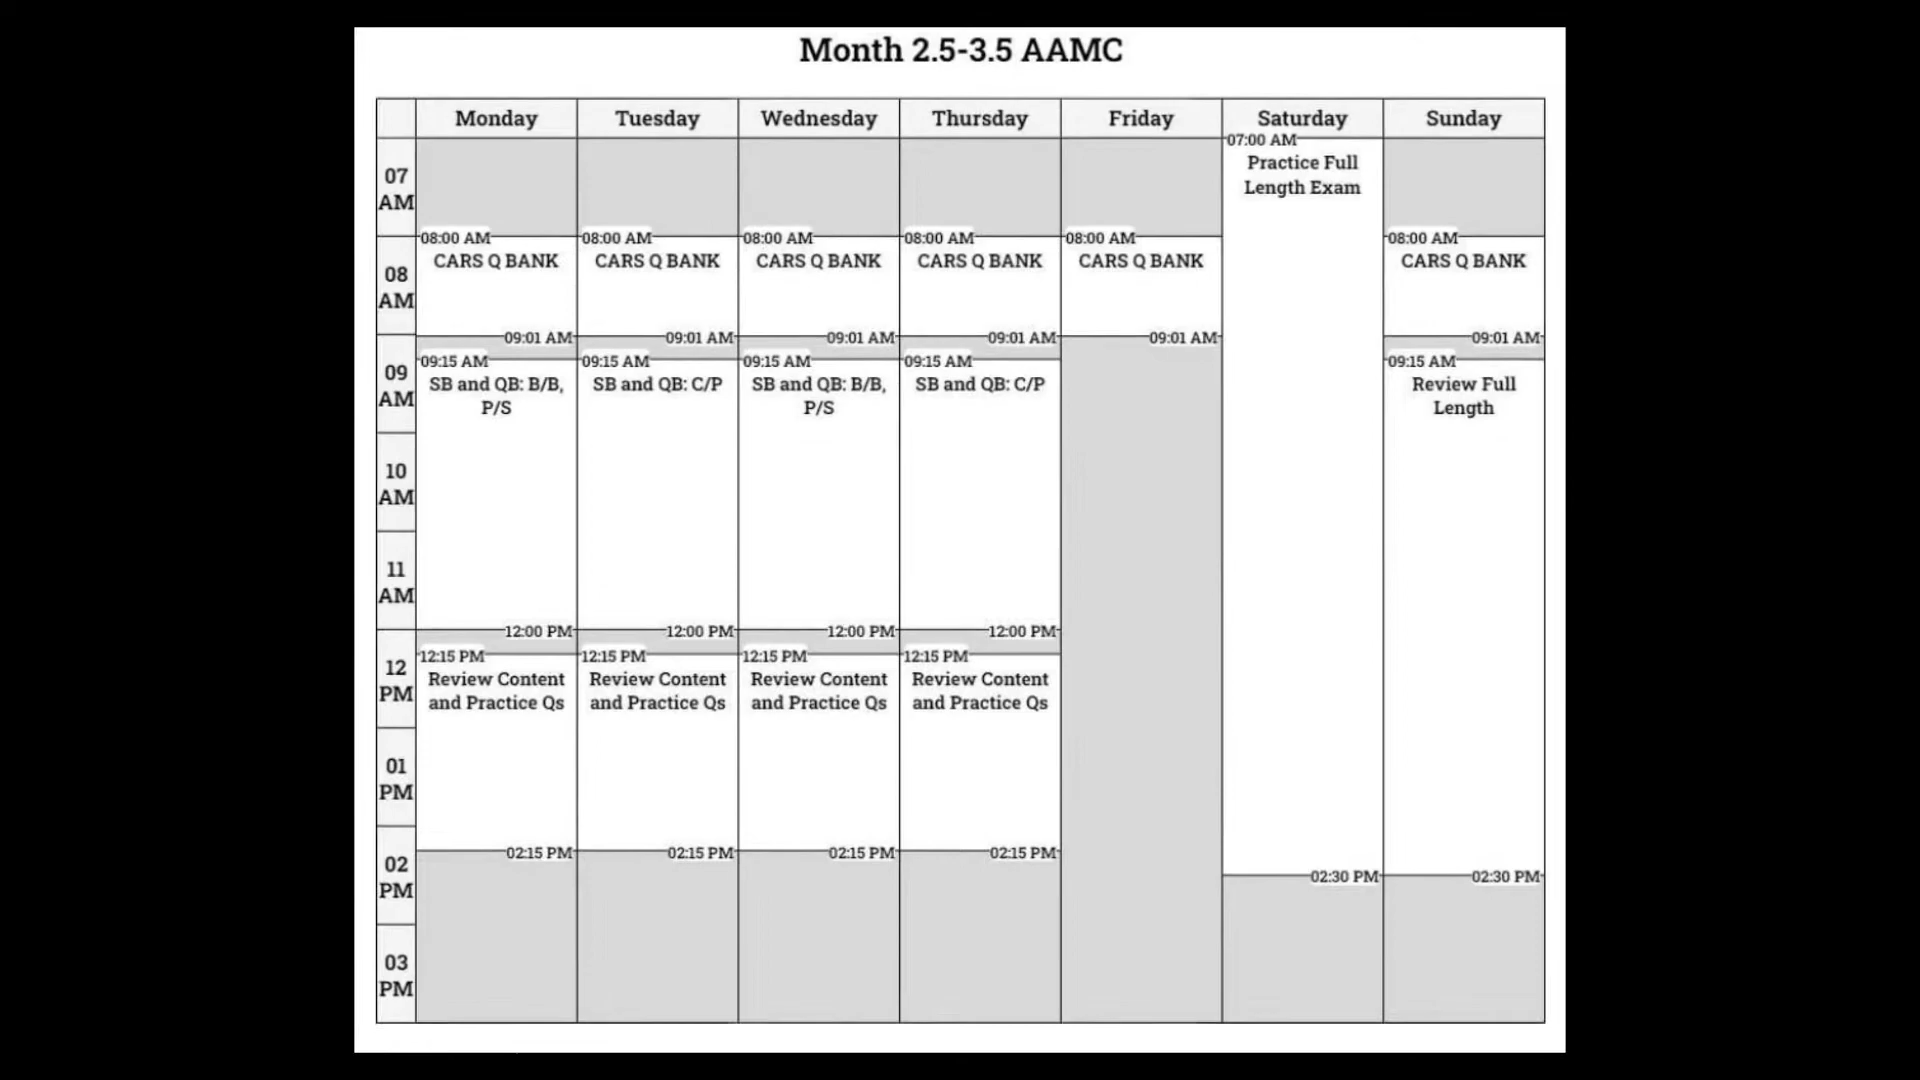 Month 2.5-3.5 AAMC
Monday Tuesday Wednesday Thursday Friday Saturday Sunday
07:00 AM
Practice Full
Length Exam
07
AM
08:00 AM 08:00 AM 08:00 AM 08:00 AM 08:00 AM 08:00 AM
CARS Q BANK CARS Q BANK CARS Q BANK CARS Q BANK CARS Q BANK CARS Q BANK
08
AM
09:01 AM 09:01 AM 09:01 AM 09:01 AM 09:01 AM 09:01 AM
09:15 AM 09:15 AM 09:15 AM 09:15 AM 09:15 AM
09
AM
SB and QB: B/B, SB and QB: C/P SB and QB: B/B, SB and QB: C/P Review Full
P/S P/S Length
10
AM
11
AM
12:00 PM 12:00 PM 12:00 PM 12:00 PM
12:15 PM 12:15 PM 12:15 PM 12:15 PM
12
PM
Review Content Review Content Review Content Review Content
and Practice Qs and Practice Qs and Practice Qs and Practice Qs
01
PM
02:15 PM 02:15 PM 02:15 PM 02:15 PM
02
PM
02:30 PM 02:30 PM
03
PM